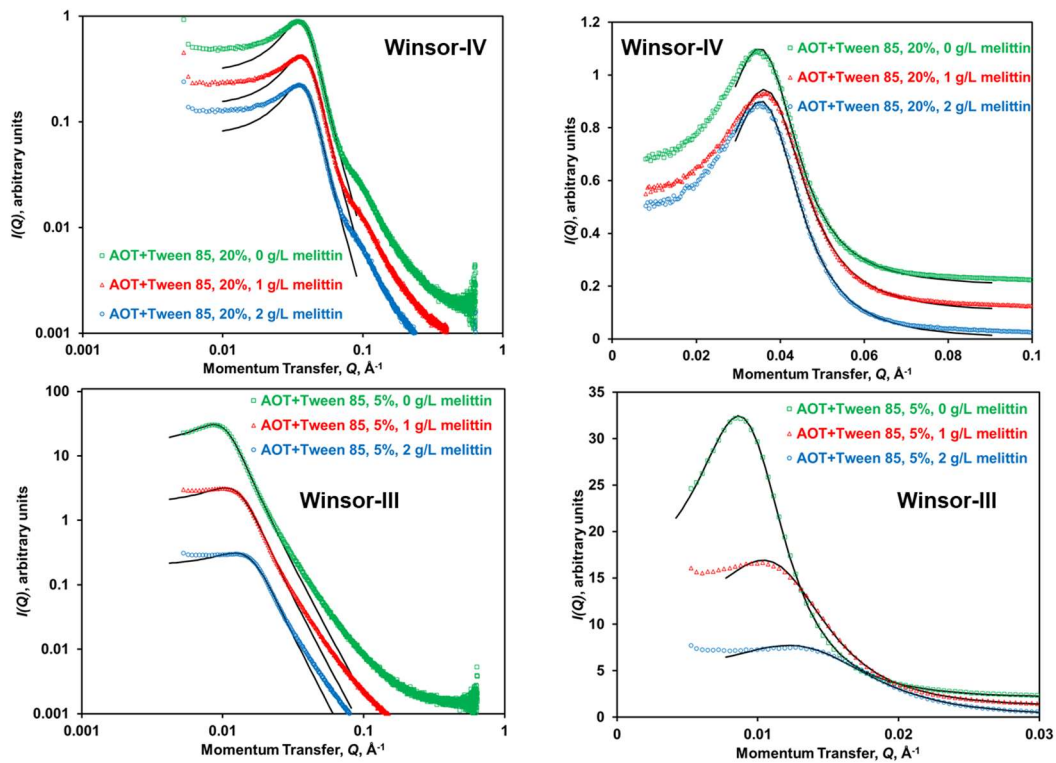 1
0.1
0.01
0.001
I(Q), arbitrary units
Winsor-IV
AOT+Tween 85, 20%, 0 g/L melittin
AOT+Tween 85, 20%, 1 g/L melittin
AOT+Tween 85, 20%, 2 g/L melittin
0.001 0.01 0.1 1
Momentum Transfer, Q, Å-1
1.2
1.0
0.8
0.6
0.4
0.2
0
I(Q), arbitrary units
Winsor-IV
AOT+Tween 85, 20%, 0 g/L melittin
AOT+Tween 85, 20%, 1 g/L melittin
AOT+Tween 85, 20%, 2 g/L melittin
0 0.02 0.04 0.06 0.08 0.1
Momentum Transfer, Q, Å-1
100
10
1
0.1
0.01
0.001
I(Q), arbitrary units
AOT+Tween 85, 5%, 0 g/L melittin
AOT+Tween 85, 5%, 1 g/L melittin
AOT+Tween 85, 5%, 2 g/L melittin
Winsor-III
0.001 0.01 0.1 1
Momentum Transfer, Q, Å-1
35
30
25
20
15
10
5
0
I(Q), arbitrary units
AOT+Tween 85, 5%, 0 g/L melittin
AOT+Tween 85, 5%, 1 g/L melittin
AOT+Tween 85, 5%, 2 g/L melittin
Winsor-III
0 0.01 0.02 0.03
Momentum Transfer, Q, Å-1